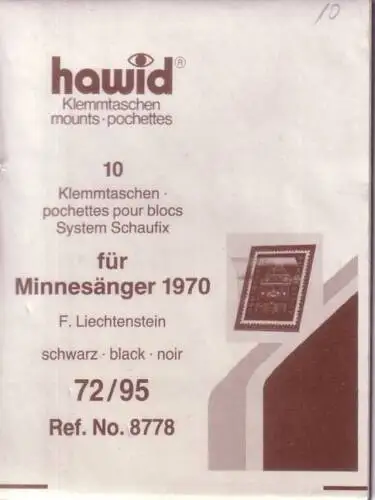 10
hawid®
Klemmtaschen
mounts·pochettes
10
Klemmtaschen ·
pochettes pour blocs
System Schaufix
für
Minnesänger 1970
F. Liechtenstein
schwarz · black · noir
72/95
Ref. No. 8778